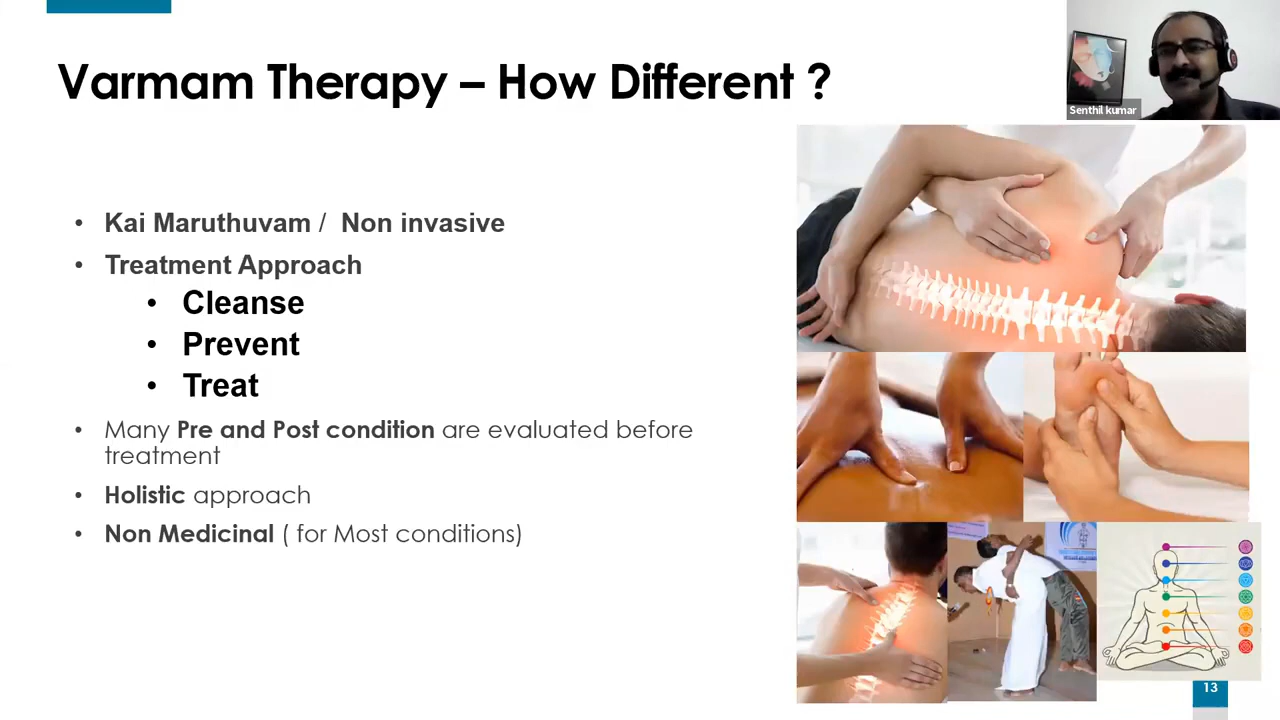 Varmam Therapy – How Different ?
Senthil kumar
• Kai Maruthuvam / Non invasive
• Treatment Approach
• Cleanse
• Prevent
• Treat
• Many Pre and Post condition are evaluated before
treatment
• Holistic approach
• Non Medicinal ( for Most conditions)
13